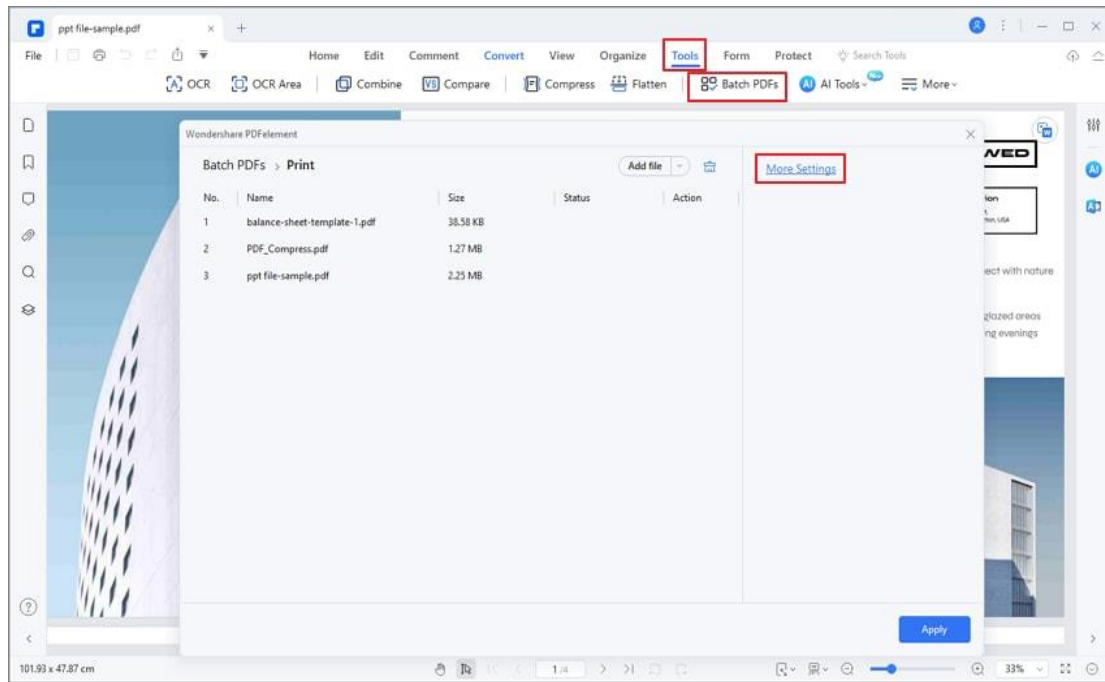 ppt file-sample.pdf
File Home Edit Comment Convert View Organize Tools Form Protect Search Tools
OCR OCR Area Combine Compare Compress Flatten Batch PDFs AI Tools More
Wondershare PDFelement
Batch PDFs > Print Add file More Settings
No. Name Size Status Action
1 balance-sheet-template-1.pdf 38.58 KB
2 PDF_Compress.pdf 1.27 MB
3 ppt file-sample.pdf 2.25 MB
ect with nature
glazed areas
ng evenings
Apply
101.93 x 47.87 cm 1/4 33%